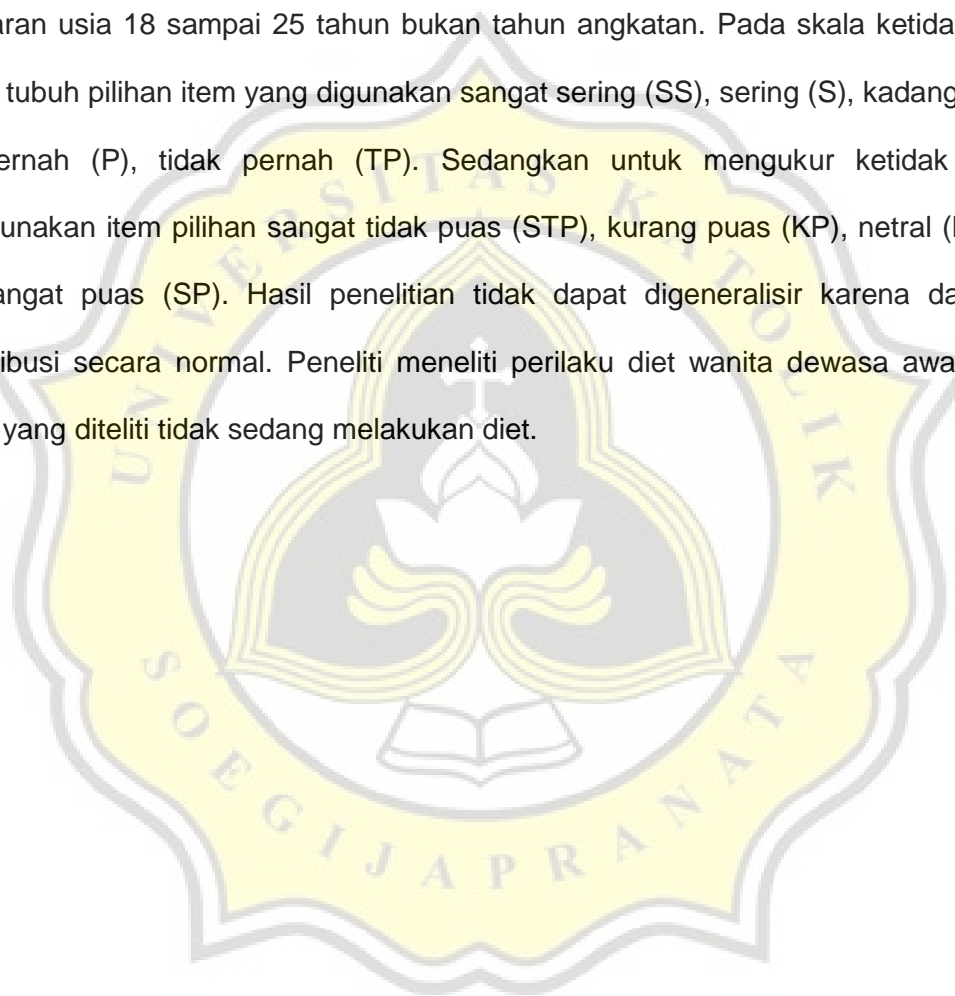 aran usia 18 sampai 25 tahun bukan tahun angkatan. Pada skala ketida
tubuh pilihan item yang digunakan sangat sering (SS), sering (S), kadang
ernah (P), tidak pernah (TP). Sedangkan untuk mengukur ketidak
unakan item pilihan sangat tidak puas (STP), kurang puas (KP), netral (
angat puas (SP). Hasil penelitian tidak dapat digeneralisir karena da
ibusi secara normal. Peneliti meneliti perilaku diet wanita dewasa awa
yang diteliti tidak sedang melakukan diet.
UNIVERSITAS KATOLIK
SOEGIJAPRANATA